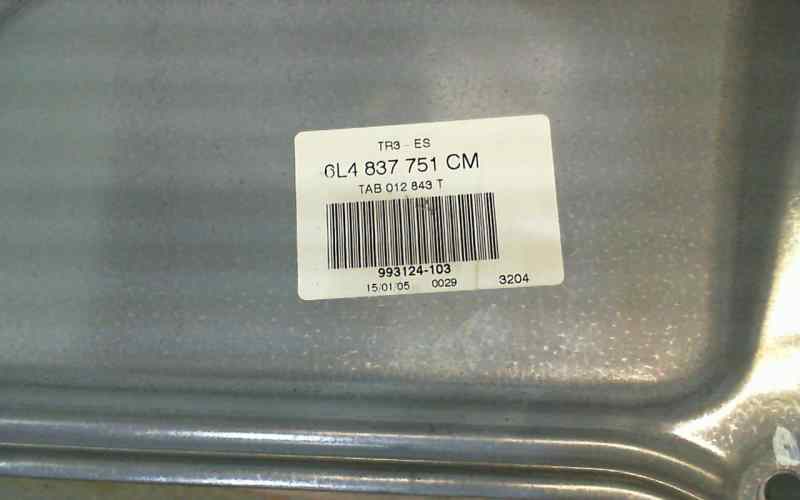 TR3 - ES
6L4 837 751 CM
TAB 012 843 T
993124-103
15/01/05 0029 3204